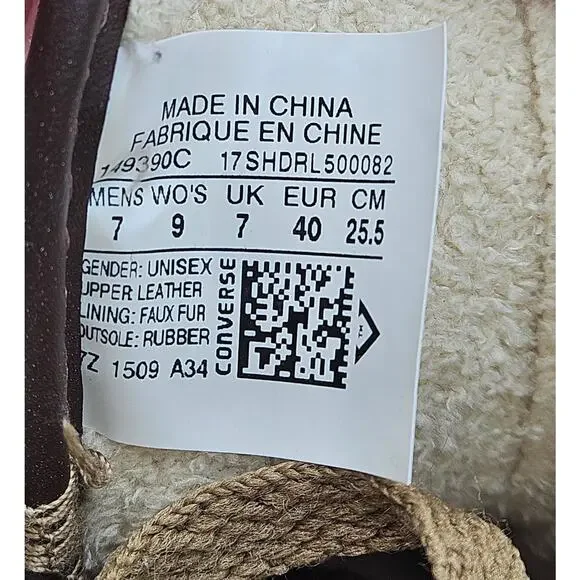 MADE IN CHINA
FABRIQUE EN CHINE
149390C 17SHDRL500082
MENS WO'S UK EUR CM
7 9 7 40 25.5
GENDER: UNISEX
UPPER: LEATHER
LINING: FAUX FUR
OUTSOLE: RUBBER
7Z 1509 A34
CONVERSE